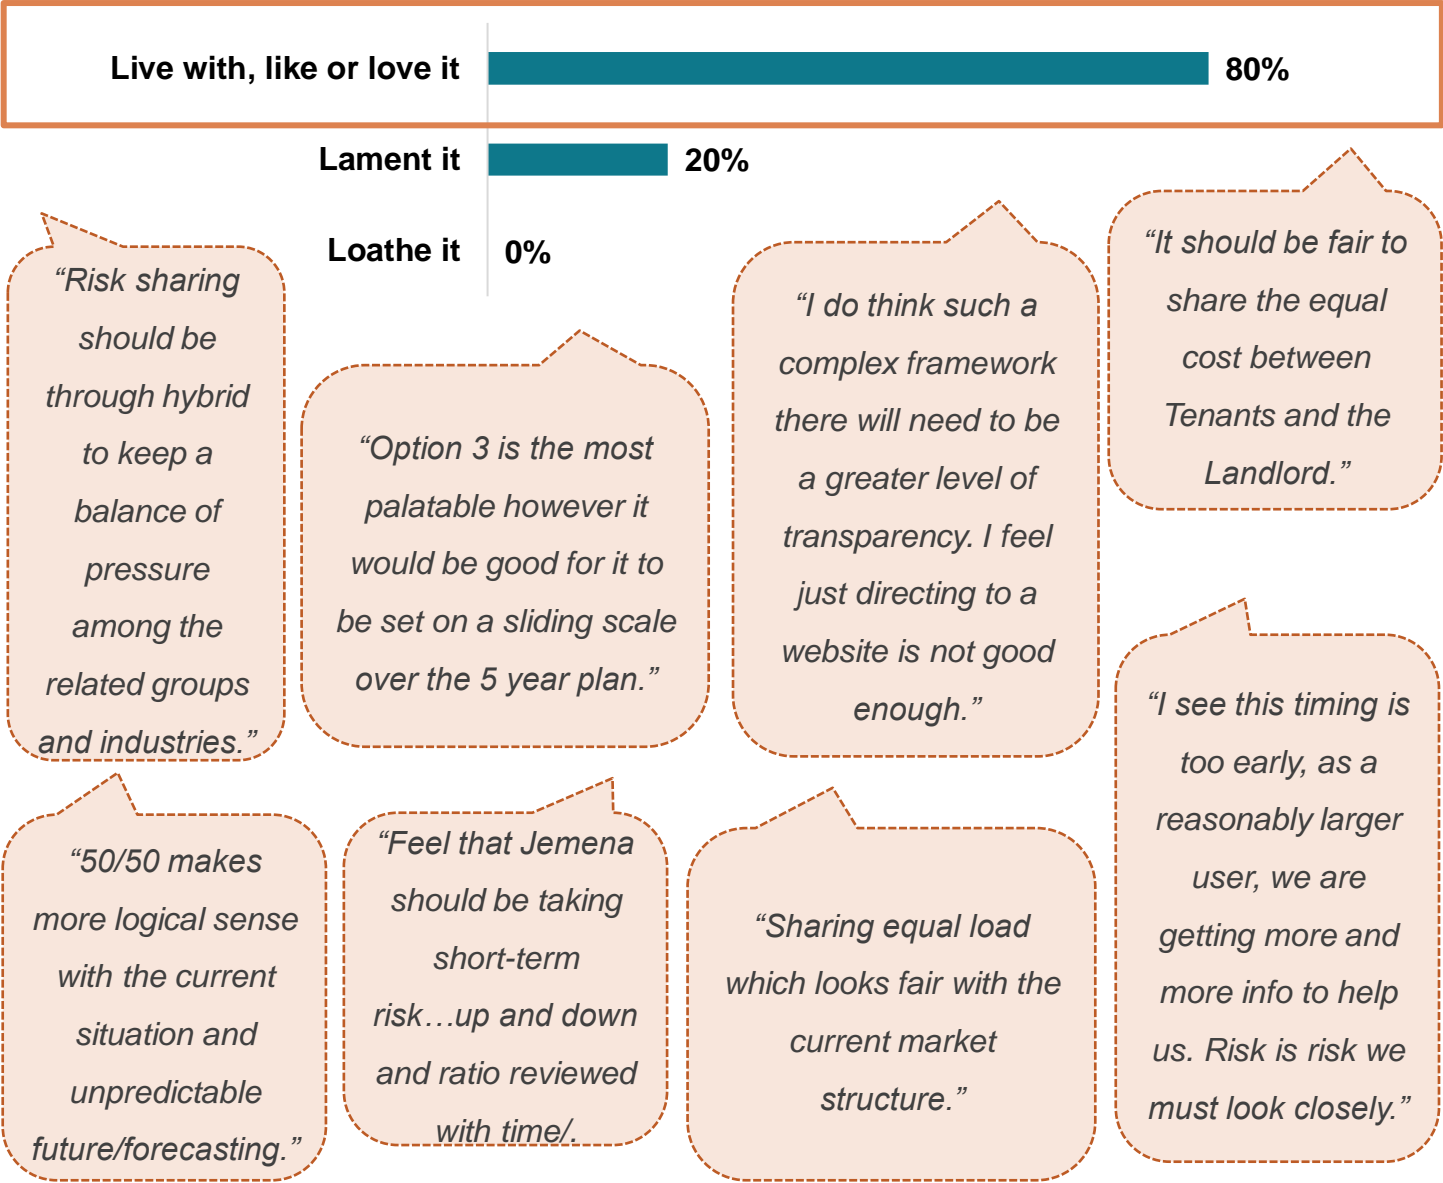 Live with, like or love it 80%
Lament it 20%
Loathe it 0%
“Risk sharing
should be
through hybrid
to keep a
balance of
pressure
among the
related groups
and industries.”
“Option 3 is the most
palatable however it
would be good for it to
be set on a sliding scale
over the 5 year plan.”
“I do think such a
complex framework
there will need to be
a greater level of
transparency. I feel
just directing to a
website is not good
enough.”
“It should be fair to
share the equal
cost between
Tenants and the
Landlord.”
“50/50 makes
more logical sense
with the current
situation and
unpredictable
future/forecasting.”
“Feel that Jemena
should be taking
short-term
risk…up and down
and ratio reviewed
with time/.
“Sharing equal load
which looks fair with the
current market
structure.”
“I see this timing is
too early, as a
reasonably larger
user, we are
getting more and
more info to help
us. Risk is risk we
must look closely.”